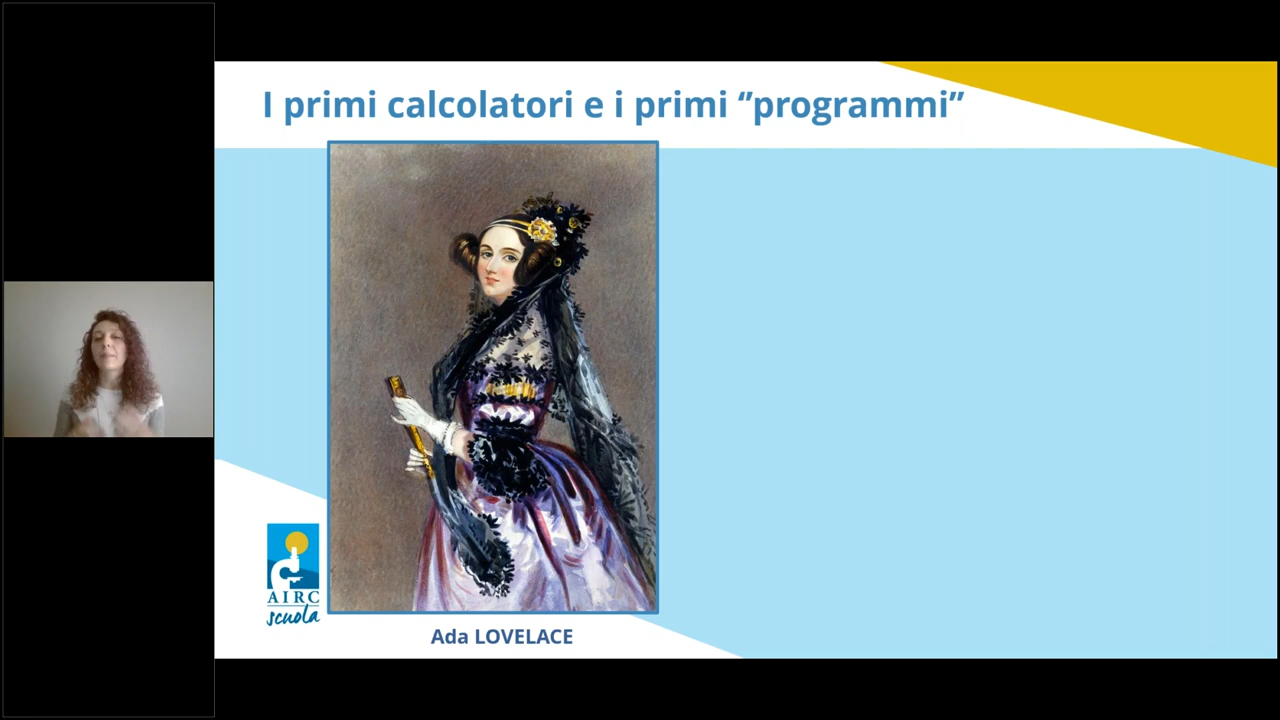 I primi calcolatori e i primi “programmi”
AIRC
scuola
Ada LOVELACE